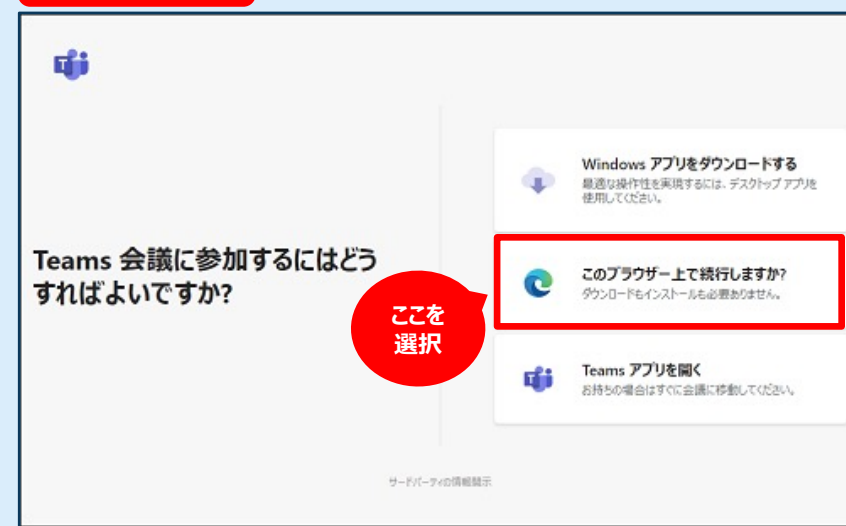 Teams 会議に参加するにはどう
すればよいですか?
Windows アプリをダウンロードする
最適な操作性を実現するには、デスクトップ アプリを
使用してください。
このブラウザー上で続行しますか?
ダウンロードもインストールも必要ありません。
ここを
選択
Teams アプリを開く
お持ちの場合はすぐに会議に移動してください。
サードパーティの情報開示